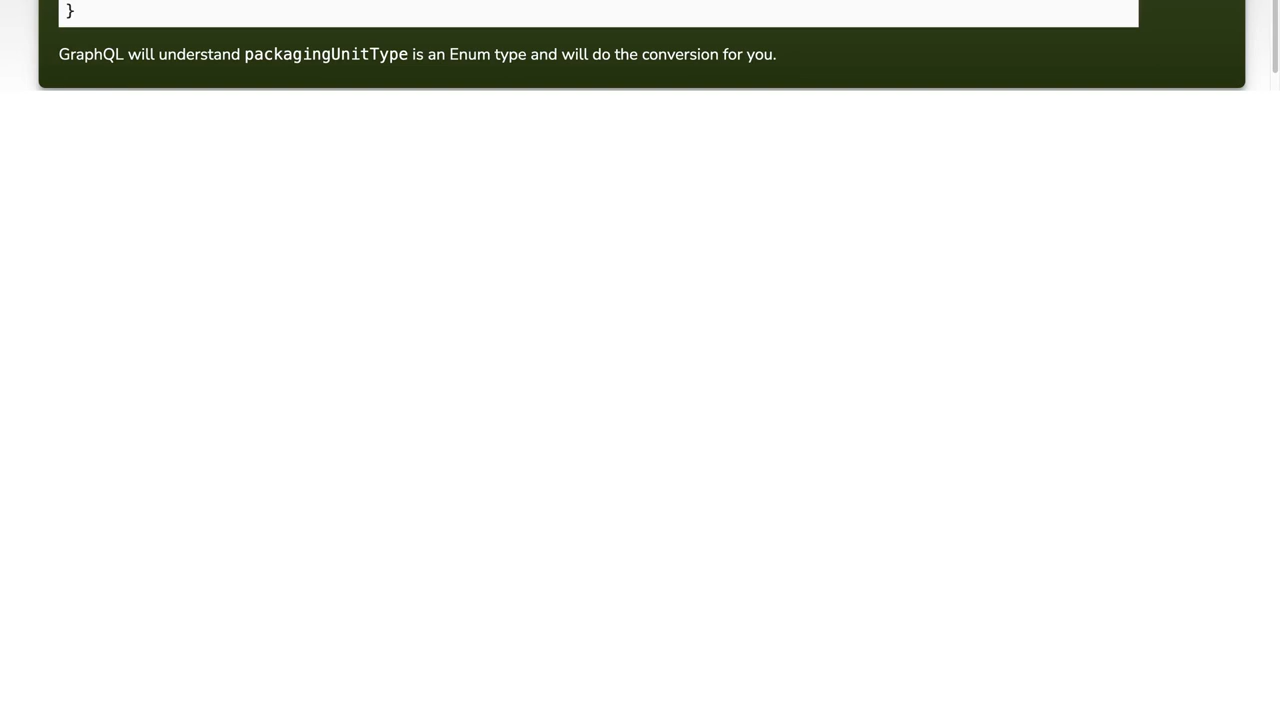 }
GraphQL will understand packagingUnitType is an Enum type and will do the conversion for you.